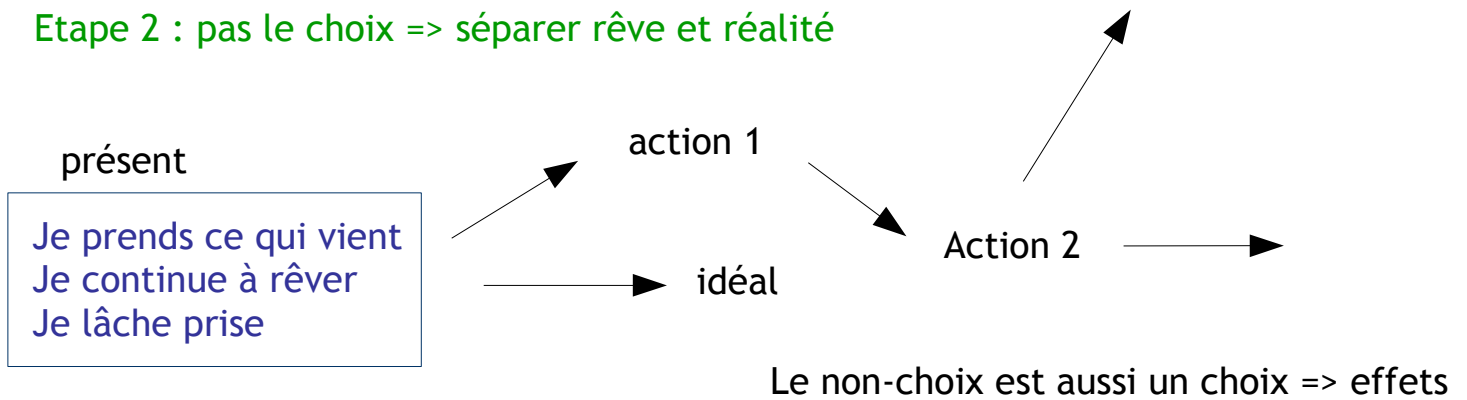 Etape 2 : pas le choix => séparer rêve et réalité
présent
action 1
Je prends ce qui vient
Je continue à rêver
Je lâche prise
idéal
Action 2
Le non-choix est aussi un choix => effets